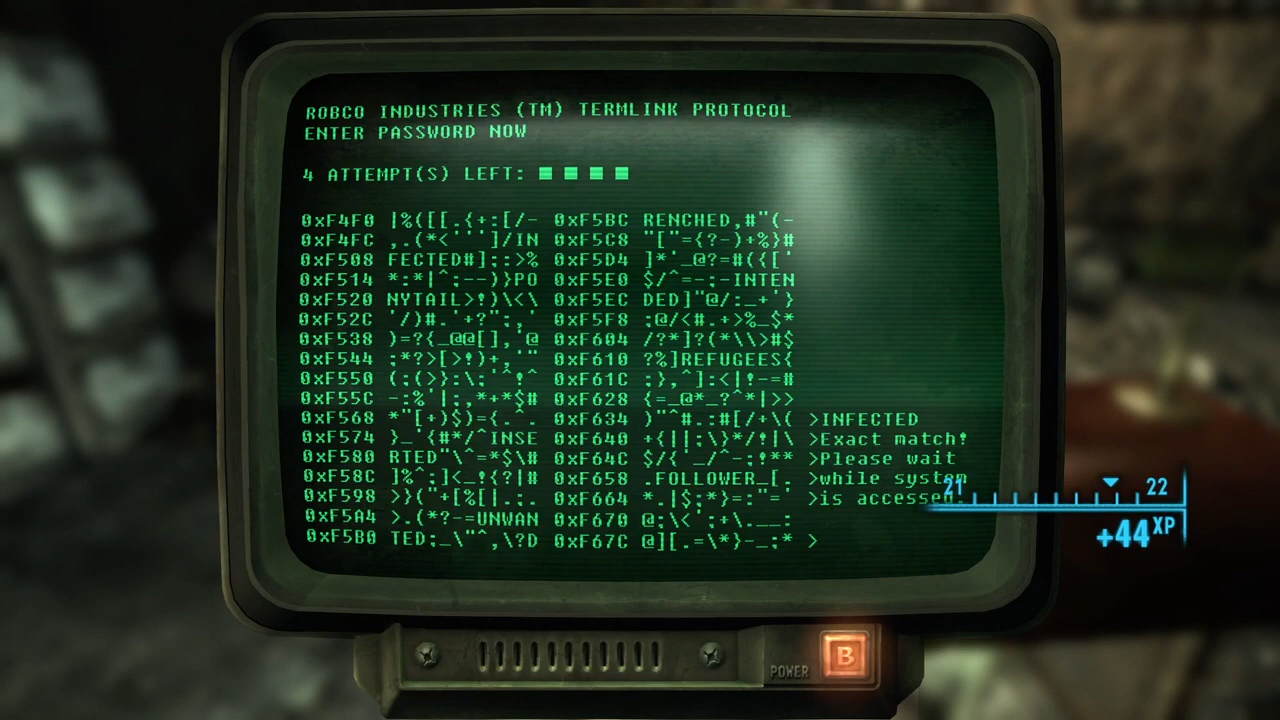 ROBCO INDUSTRIES (TM) TERMLINK PROTOCOL
ENTER PASSWORD NOW
4 ATTEMPT(S) LEFT: ■ ■ ■ ■
0xF4F0 |%([[.{+:[/- 0xF5BC RENCHED,#"(-
0xF4FC ,.(*<''']/IN 0xF5C8 "["={?-)+%}#
0xF508 FECTED#];:>% 0xF5D4 ]*'_@?=#({['
0xF514 *:*|^;--)}PO 0xF5E0 $/^=-;-INTEN
0xF520 NYTAIL>!)\<\ 0xF5EC DED]"@/:_+'}
0xF52C '/)#.'+?";,' 0xF5F8 ;@/<#.+>%_$*
0xF538 )=?{_@@[],'@ 0xF604 /?*]?(*\\>#$
0xF544 ;*?>[>!)+,'" 0xF610 ?%]REFUGEES{
0xF550 (;(>}:\;'^!^ 0xF61C ;},^]:<|!-=#
0xF55C -:%'|;,*+*$# 0xF628 {=_@*_?^*|>>
0xF568 *"[+)$)={.^. 0xF634 )"^#.:#[/+\( >INFECTED
0xF574 }_'{#*/^INSE 0xF640 +{||;\}*/!|\ >Exact match!
0xF580 RTED"\^=*$\# 0xF64C $/{'_/^-;!** >Please wait
0xF58C ]%^;]<_!{?|# 0xF658 .FOLLOWER_[. >while system
0xF598 >}("+[%[|.;. 0xF664 *.|$;*}=:"=' >is accessed.
0xF5A4 >.(*?-=UNWAN 0xF670 @;\<';+\.__:
0xF5B0 TED;_\"^,\?D 0xF67C @][.=\*}-_;* >
21 22
+44 XP
POWER B